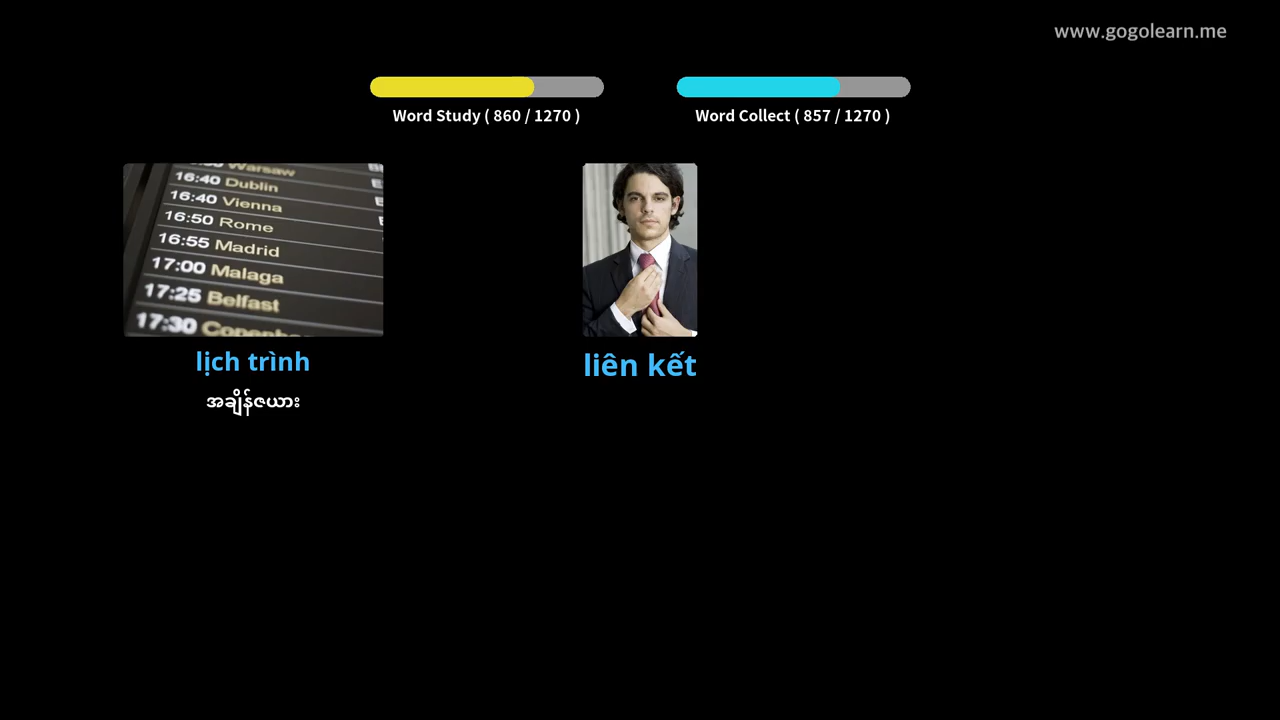 www.gogolearn.me
Word Study ( 860 / 1270 )
Word Collect ( 857 / 1270 )
Warsaw
16:40 Dublin
16:40 Vienna
16:50 Rome
16:55 Madrid
17:00 Malaga
17:25 Belfast
17:30
lịch trình
liên kết
အချိန်ဇယား